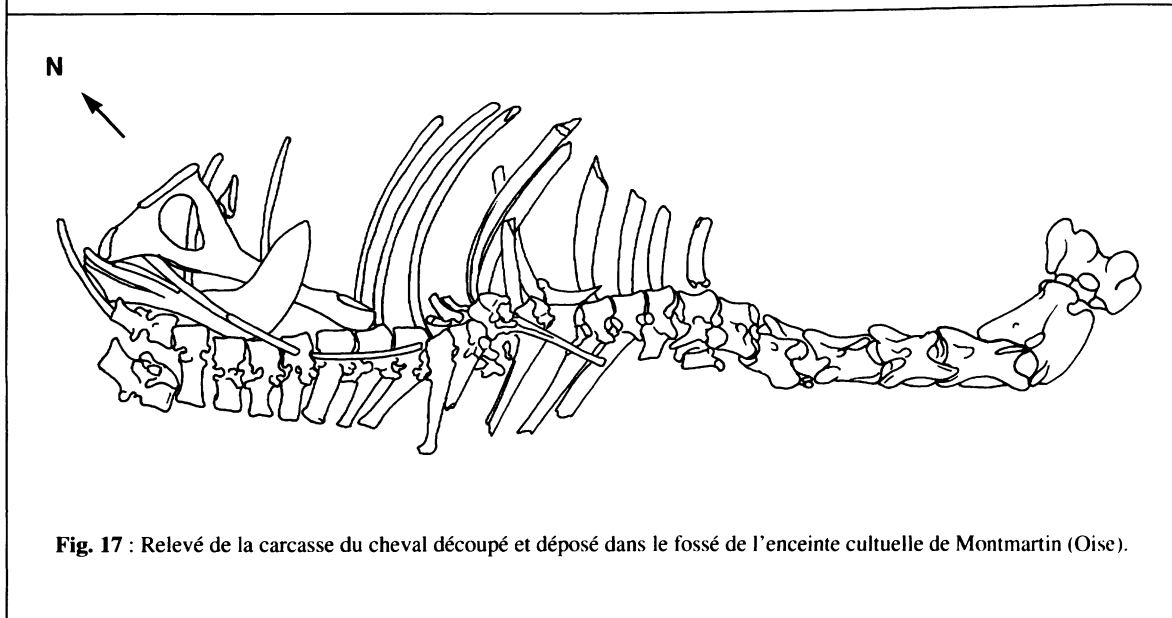 N
Fig. 17 : Relevé de la carcasse du cheval découpé et déposé dans le fossé de l'enceinte cultuelle de Montmartin (Oise).